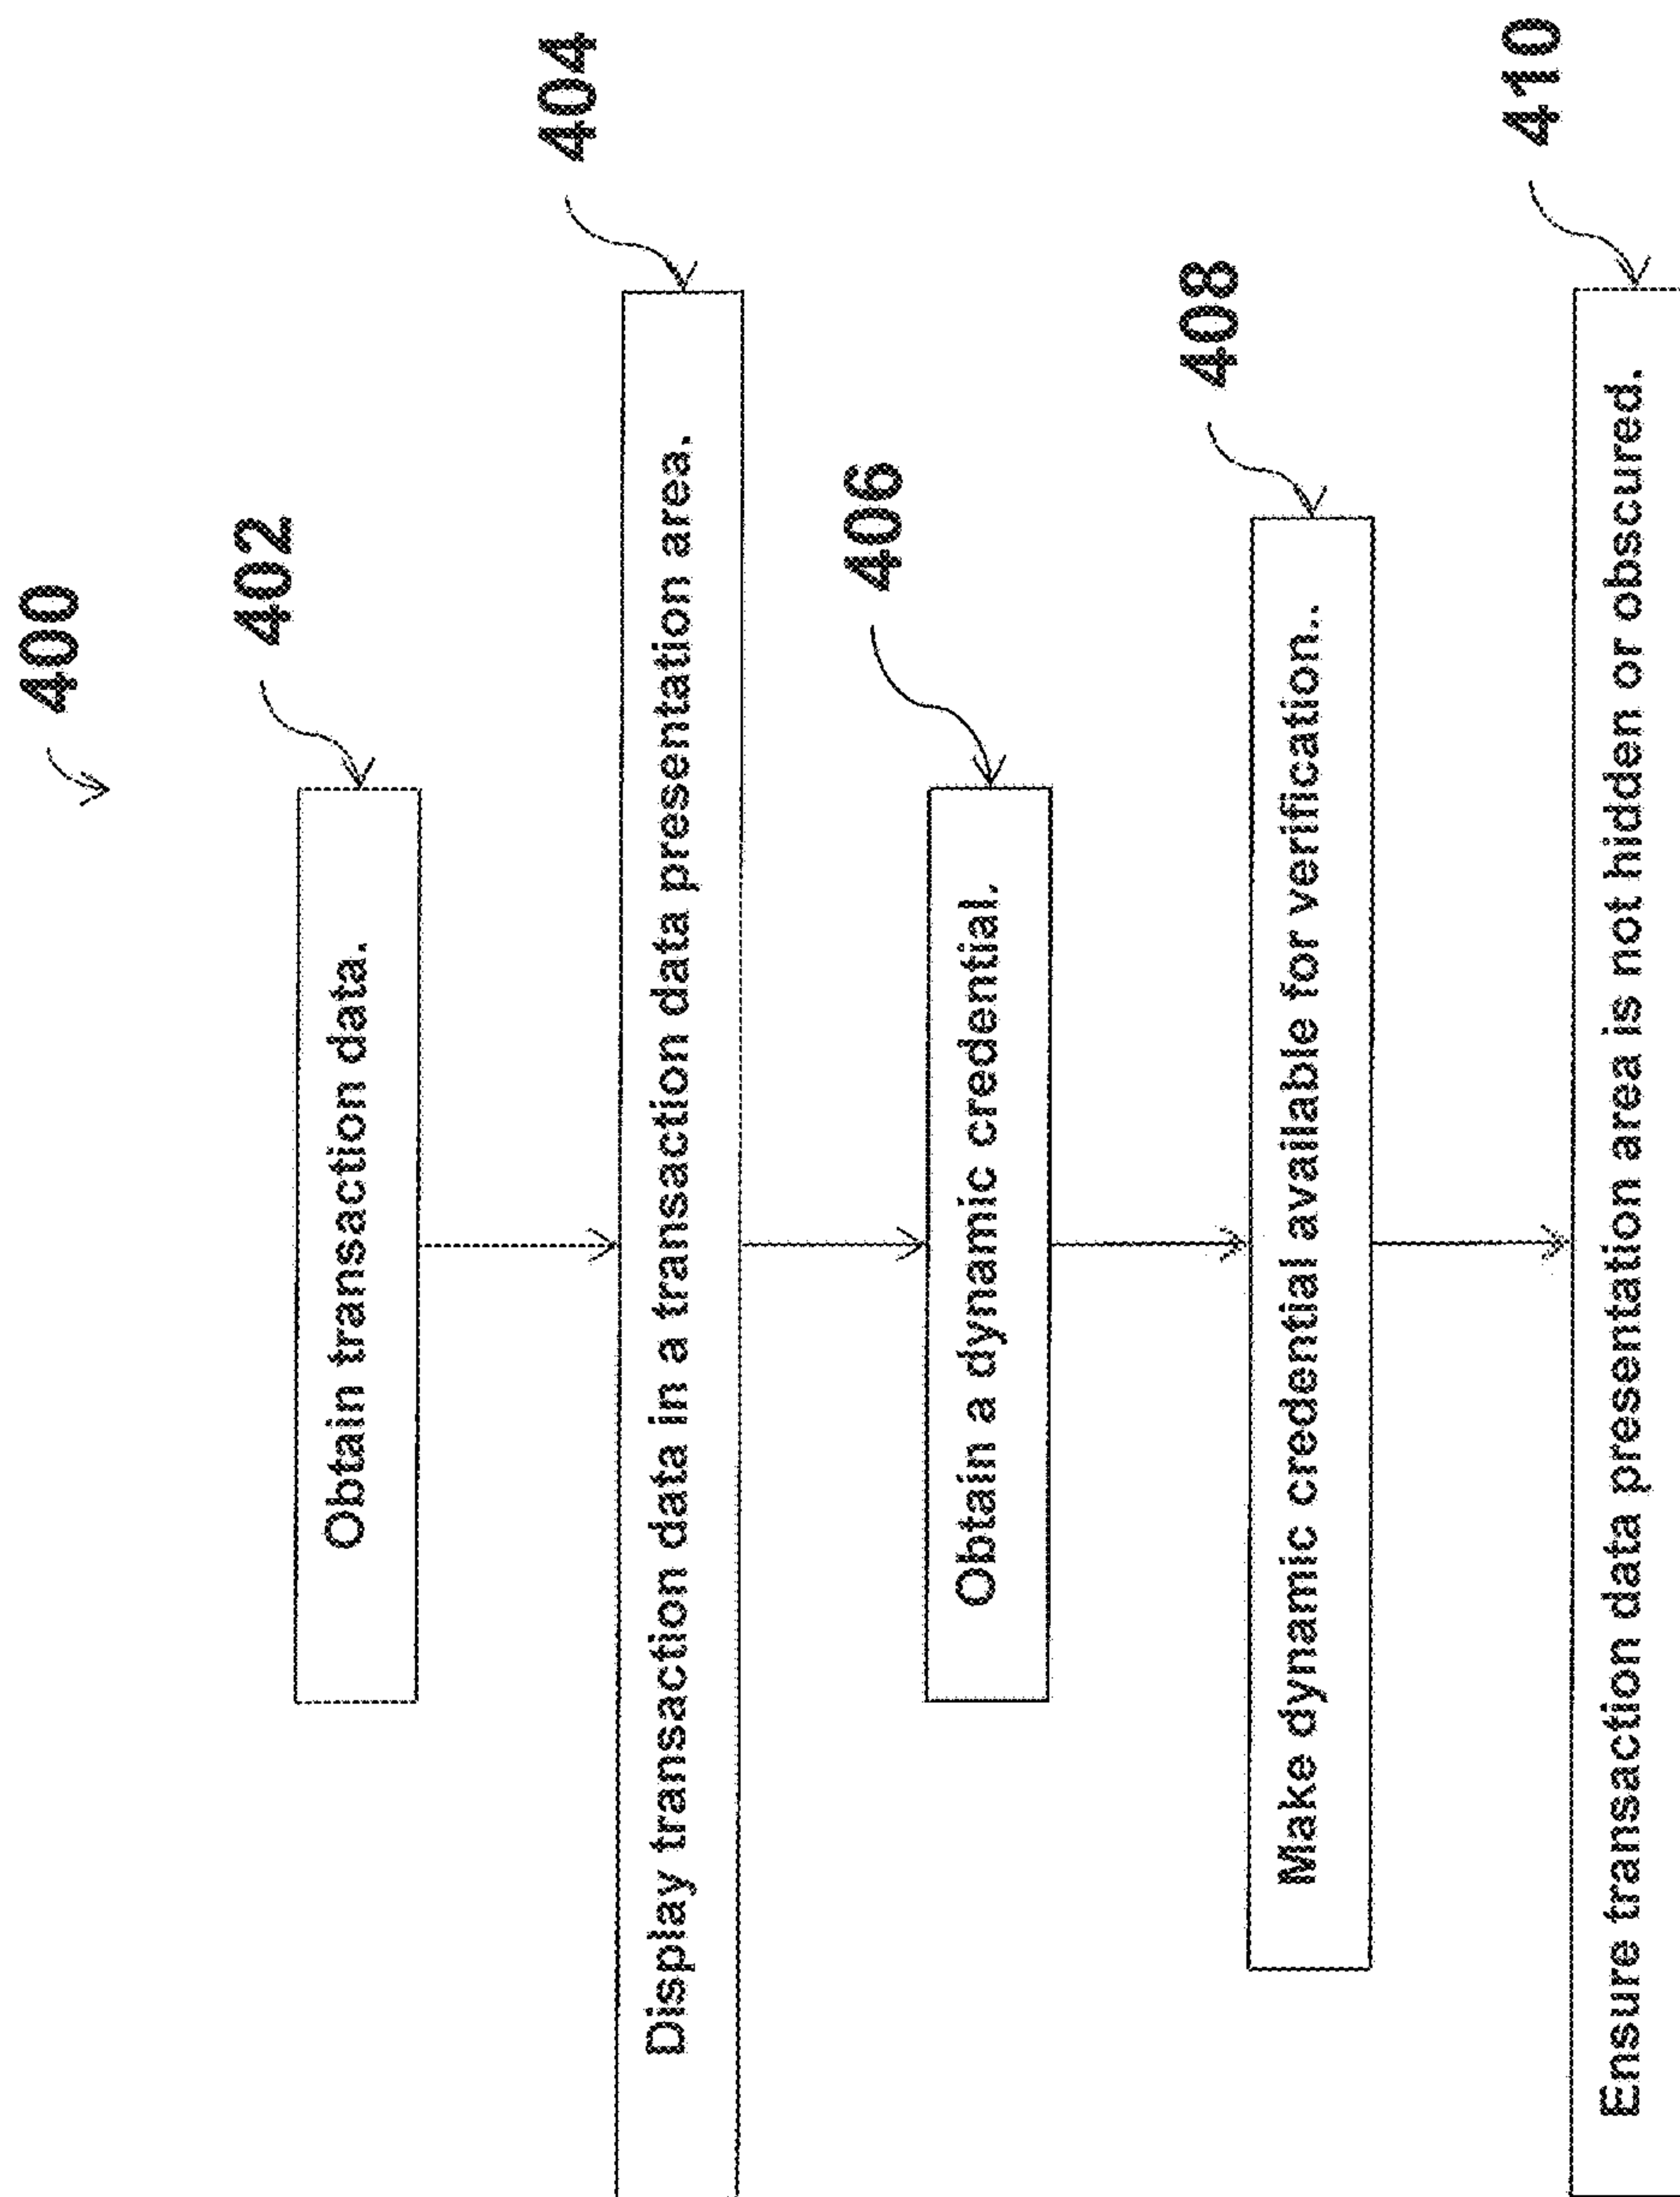 400
402
Obtain transaction data.
404
Display transaction data in a transaction data presentation area.
406
Obtain a dynamic credential.
408
Make dynamic credential available for verification..
410
Ensure transaction data presentation area is not hidden or obscured.